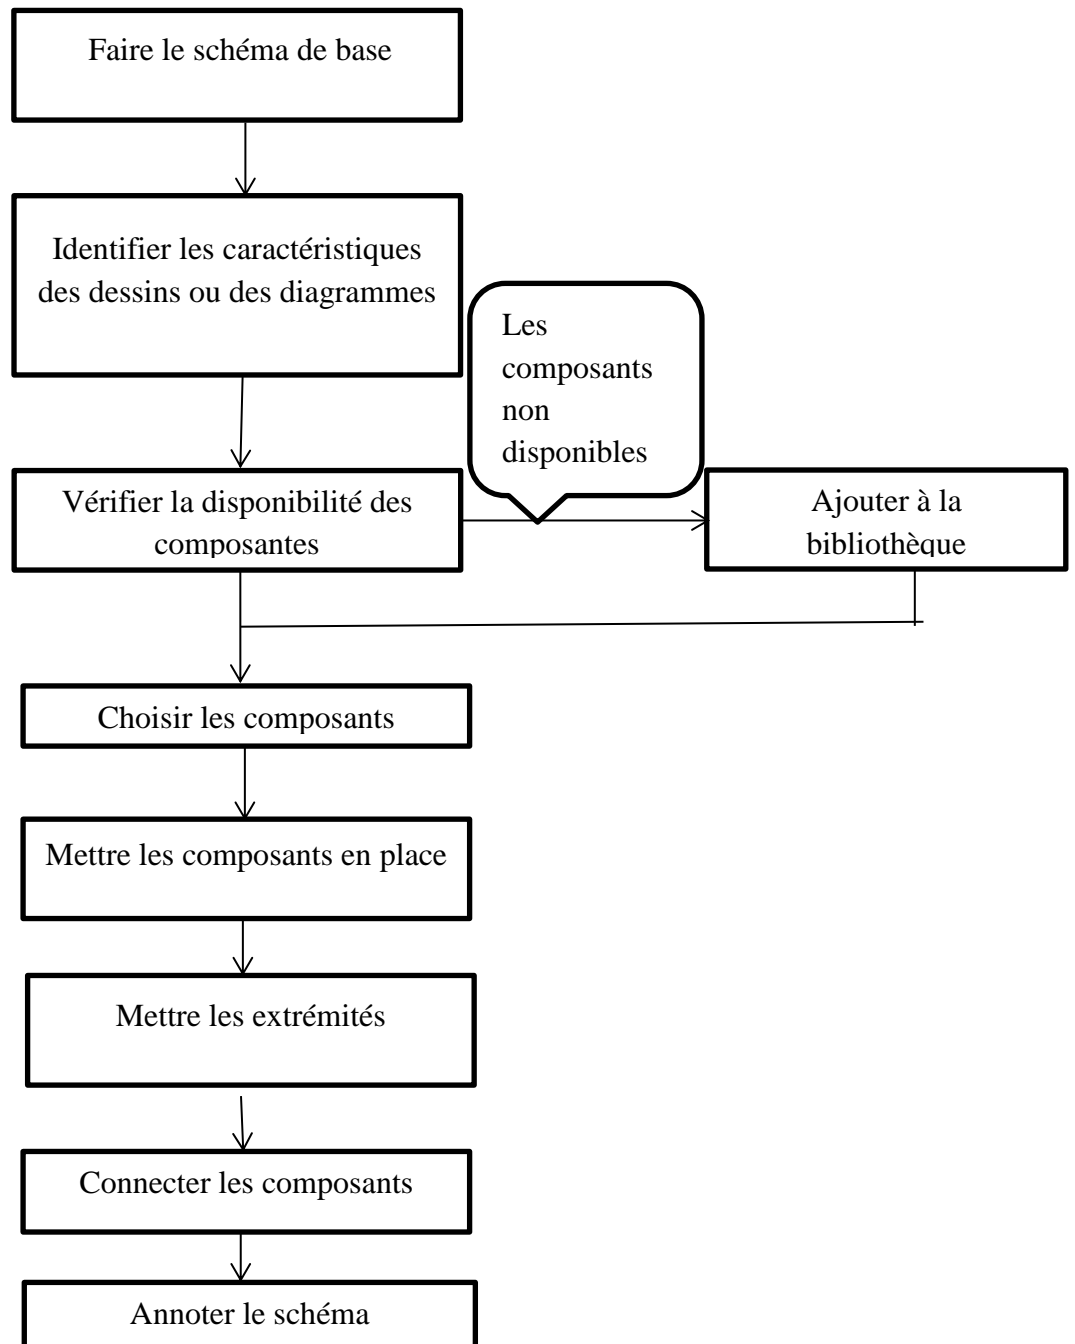 Faire le schéma de base
Identifier les caractéristiques
des dessins ou des diagrammes
Les
composants
non
disponibles
Vérifier la disponibilité des
composantes
Ajouter à la
bibliothèque
Choisir les composants
Mettre les composants en place
Mettre les extrémités
Connecter les composants
Annoter le schéma